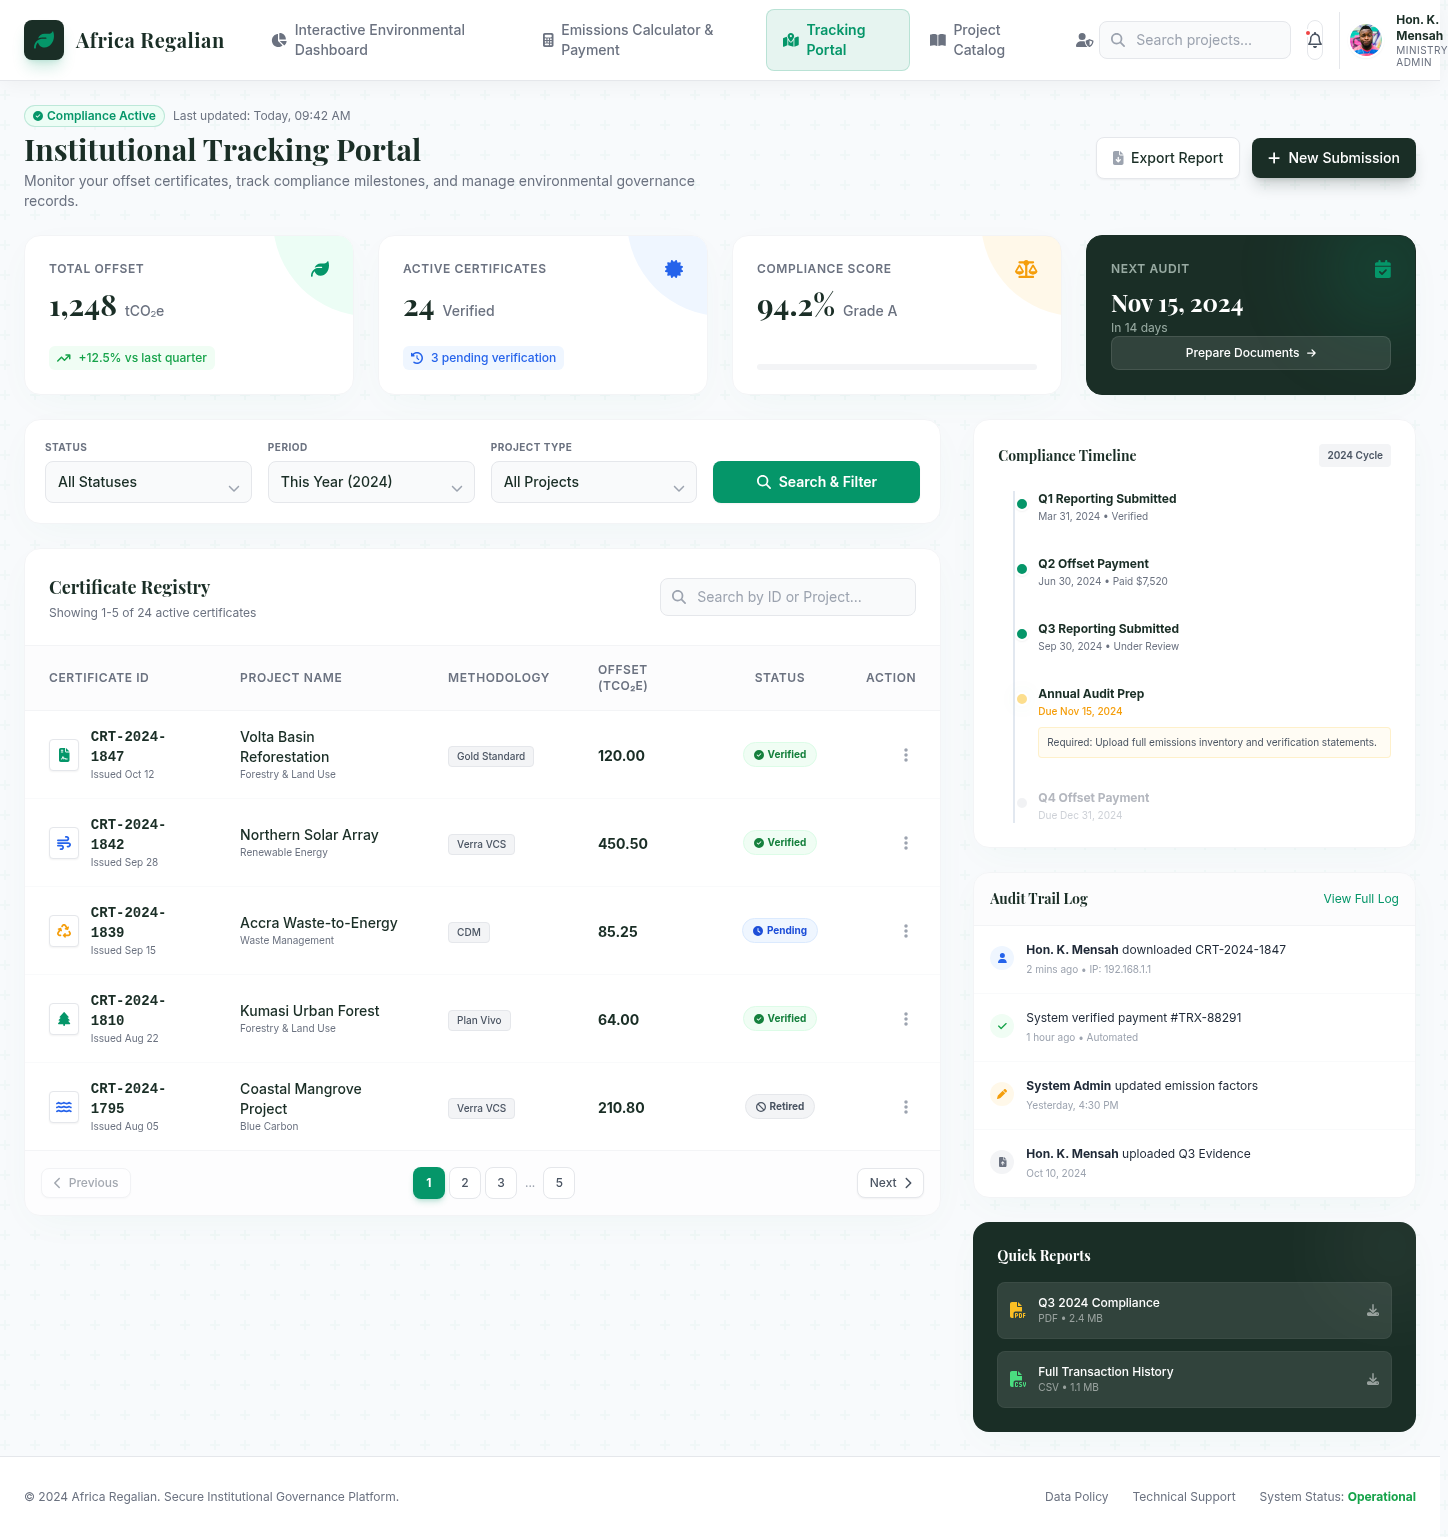 Africa Regalian
Interactive Environmental
Dashboard
Emissions Calculator &
Payment
Tracking
Portal
Project
Catalog
Search projects...
Hon. K.
Mensah
MINISTRY
ADMIN
Compliance Active
Last updated: Today, 09:42 AM
Institutional Tracking Portal
Monitor your offset certificates, track compliance milestones, and manage environmental governance
records.
Export Report
New Submission
TOTAL OFFSET
1,248 tCO₂e
+12.5% vs last quarter
ACTIVE CERTIFICATES
24 Verified
3 pending verification
COMPLIANCE SCORE
94.2% Grade A
NEXT AUDIT
Nov 15, 2024
In 14 days
Prepare Documents
STATUS
All Statuses
PERIOD
This Year (2024)
PROJECT TYPE
All Projects
Search & Filter
Certificate Registry
Showing 1-5 of 24 active certificates
Search by ID or Project...
CERTIFICATE ID
PROJECT NAME
METHODOLOGY
OFFSET
(TCO₂E)
STATUS
ACTION
CRT-2024-
1847
Issued Oct 12
Volta Basin
Reforestation
Forestry & Land Use
Gold Standard
120.00
Verified
CRT-2024-
1842
Issued Sep 28
Northern Solar Array
Renewable Energy
Verra VCS
450.50
Verified
CRT-2024-
1839
Issued Sep 15
Accra Waste-to-Energy
Waste Management
CDM
85.25
Pending
CRT-2024-
1810
Issued Aug 22
Kumasi Urban Forest
Forestry & Land Use
Plan Vivo
64.00
Verified
CRT-2024-
1795
Issued Aug 05
Coastal Mangrove
Project
Blue Carbon
Verra VCS
210.80
Retired
Previous
1
2
3
...
5
Next
Compliance Timeline
2024 Cycle
Q1 Reporting Submitted
Mar 31, 2024 • Verified
Q2 Offset Payment
Jun 30, 2024 • Paid $7,520
Q3 Reporting Submitted
Sep 30, 2024 • Under Review
Annual Audit Prep
Due Nov 15, 2024
Required: Upload full emissions inventory and verification statements.
Q4 Offset Payment
Due Dec 31, 2024
Audit Trail Log
View Full Log
Hon. K. Mensah downloaded CRT-2024-1847
2 mins ago • IP: 192.168.1.1
System verified payment #TRX-88291
1 hour ago • Automated
System Admin updated emission factors
Yesterday, 4:30 PM
Hon. K. Mensah uploaded Q3 Evidence
Oct 10, 2024
Quick Reports
PDF
Q3 2024 Compliance
PDF • 2.4 MB
CSV
Full Transaction History
CSV • 1.1 MB
© 2024 Africa Regalian. Secure Institutional Governance Platform.
Data Policy
Technical Support
System Status: Operational